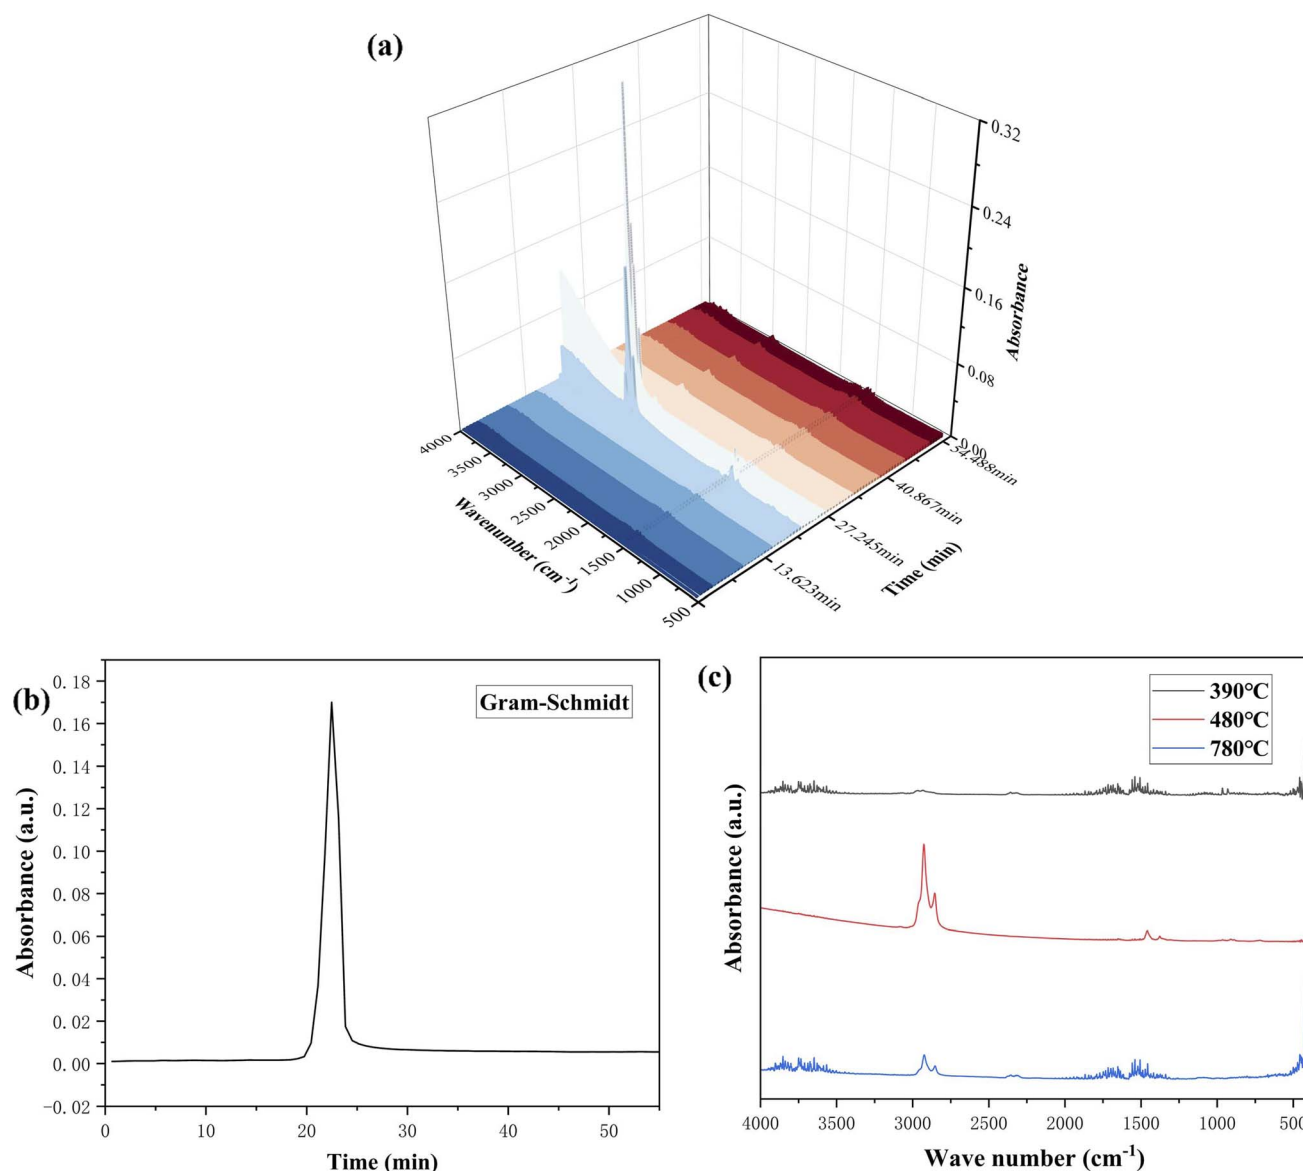 (a)
0.32
0.24
0.16
0.08
0.00
Absorbance
4000
3500
3000
2500
2000
1500
1000
500
Wavenumber (cm⁻¹)
13.623min
27.245min
40.867min
54.488min
Time (min)
(b)
Gram-Schmidt
0.18
0.16
0.14
0.12
0.10
0.08
0.06
0.04
0.02
0.00
-0.02
Absorbance (a.u.)
0 10 20 30 40 50
Time (min)
(c)
390℃
480℃
780℃
Absorbance (a.u.)
4000 3500 3000 2500 2000 1500 1000 500
Wave number (cm⁻¹)